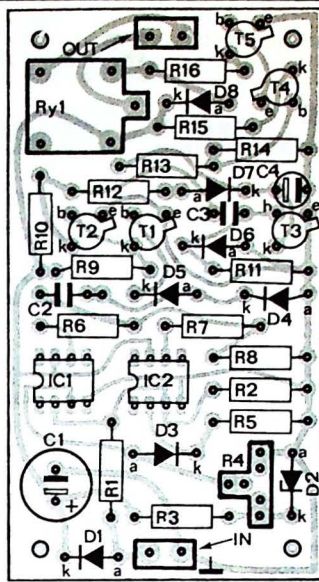 OUT
b e
T5
k
R16
Ry1
k
D8
a
T4
k
e b
R15
R14
R13
D7 C4
a k
R12
C3
R10
b e b e
T2 T1
k k
D6
k a
b e
T3
k
R9
D5
R11
C2
k a
D4
k a
R6
R7
IC1
IC2
R8
R2
R5
C1
+
R1
D3
a k
R4
a
D2
k
R3
D1
k a
IN